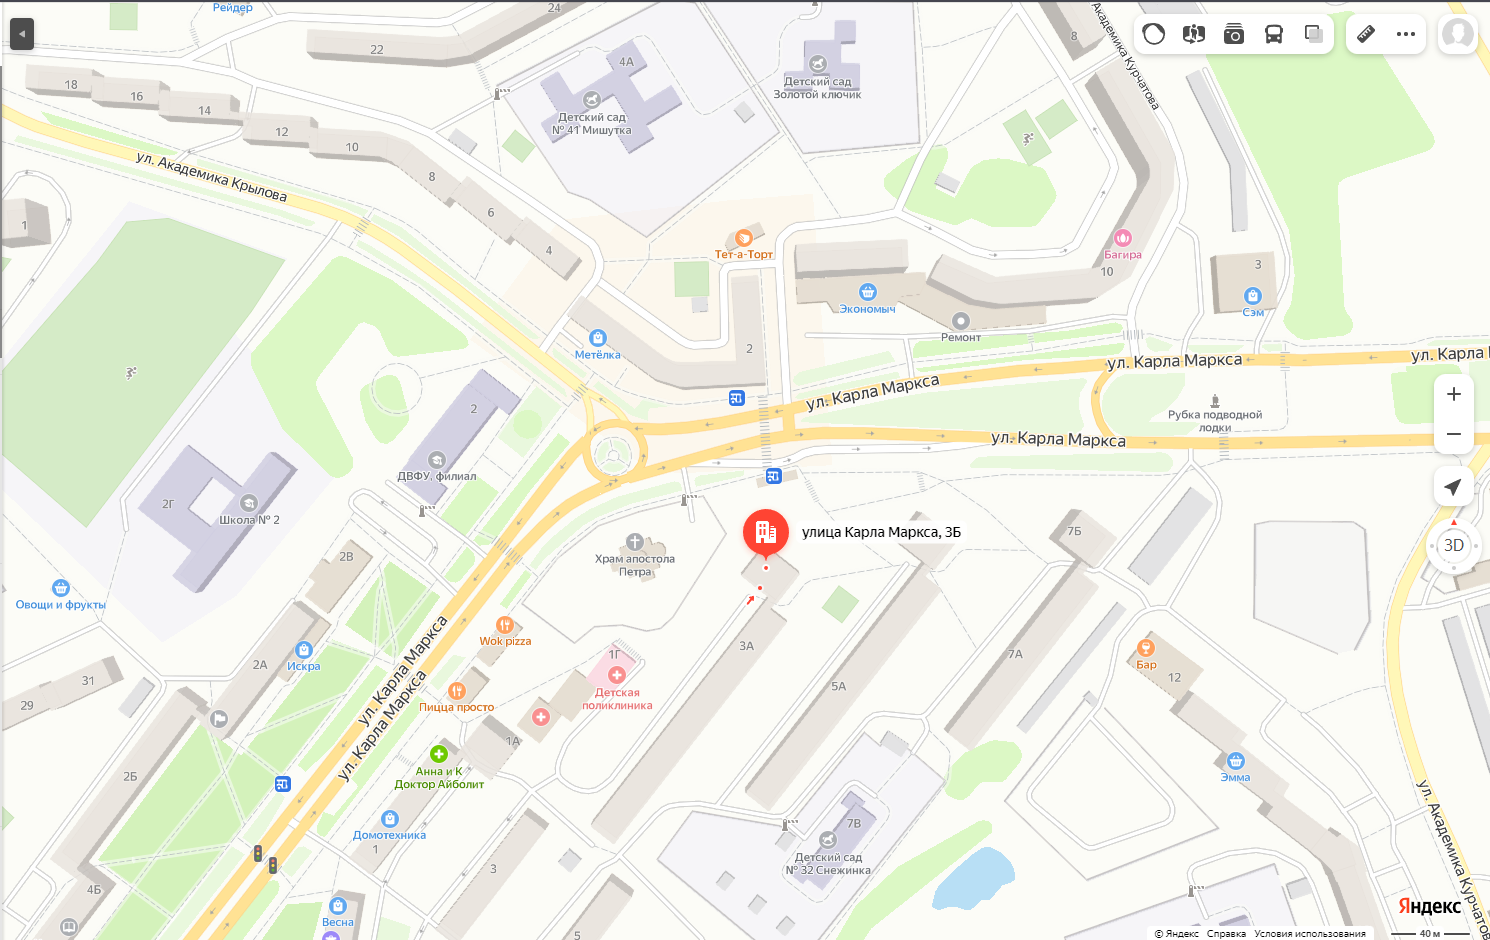 Рейдер
24
22
4А
Детский сад
Золотой ключик
8
ул. Академика Курчатова
18
16
14
12
10
8
6
4
Детский сад
№ 41 Мишутка
ул. Академика Крылова
1
Тет-а-Торт
Багира
10
3
Сэм
Экономыч
Ремонт
Метёлка
2
ул. Карла Маркса
ул. Карла Маркса
ул. Карла
ул. Карла Маркса
Рубка подводной
лодки
2
ДВФУ, филиал
2Г
Школа № 2
2В
Храм апостола
Петра
улица Карла Маркса, 3Б
7Б
3D
Овощи и фрукты
Wok pizza
Искра
2А
31
29
ул. Карла Маркса
ул. Карла Маркса
1Г
Детская
поликлиника
Пицца просто
3А
5А
7А
Бар
12
1А
Анна и К
Доктор Айболит
2Б
Домотехника
1
Эмма
ул. Академика Курчатова
7В
Детский сад
№ 32 Снежинка
3
4Б
Весна
5
Яндекс
© Яндекс Справка Условия использования
40 м